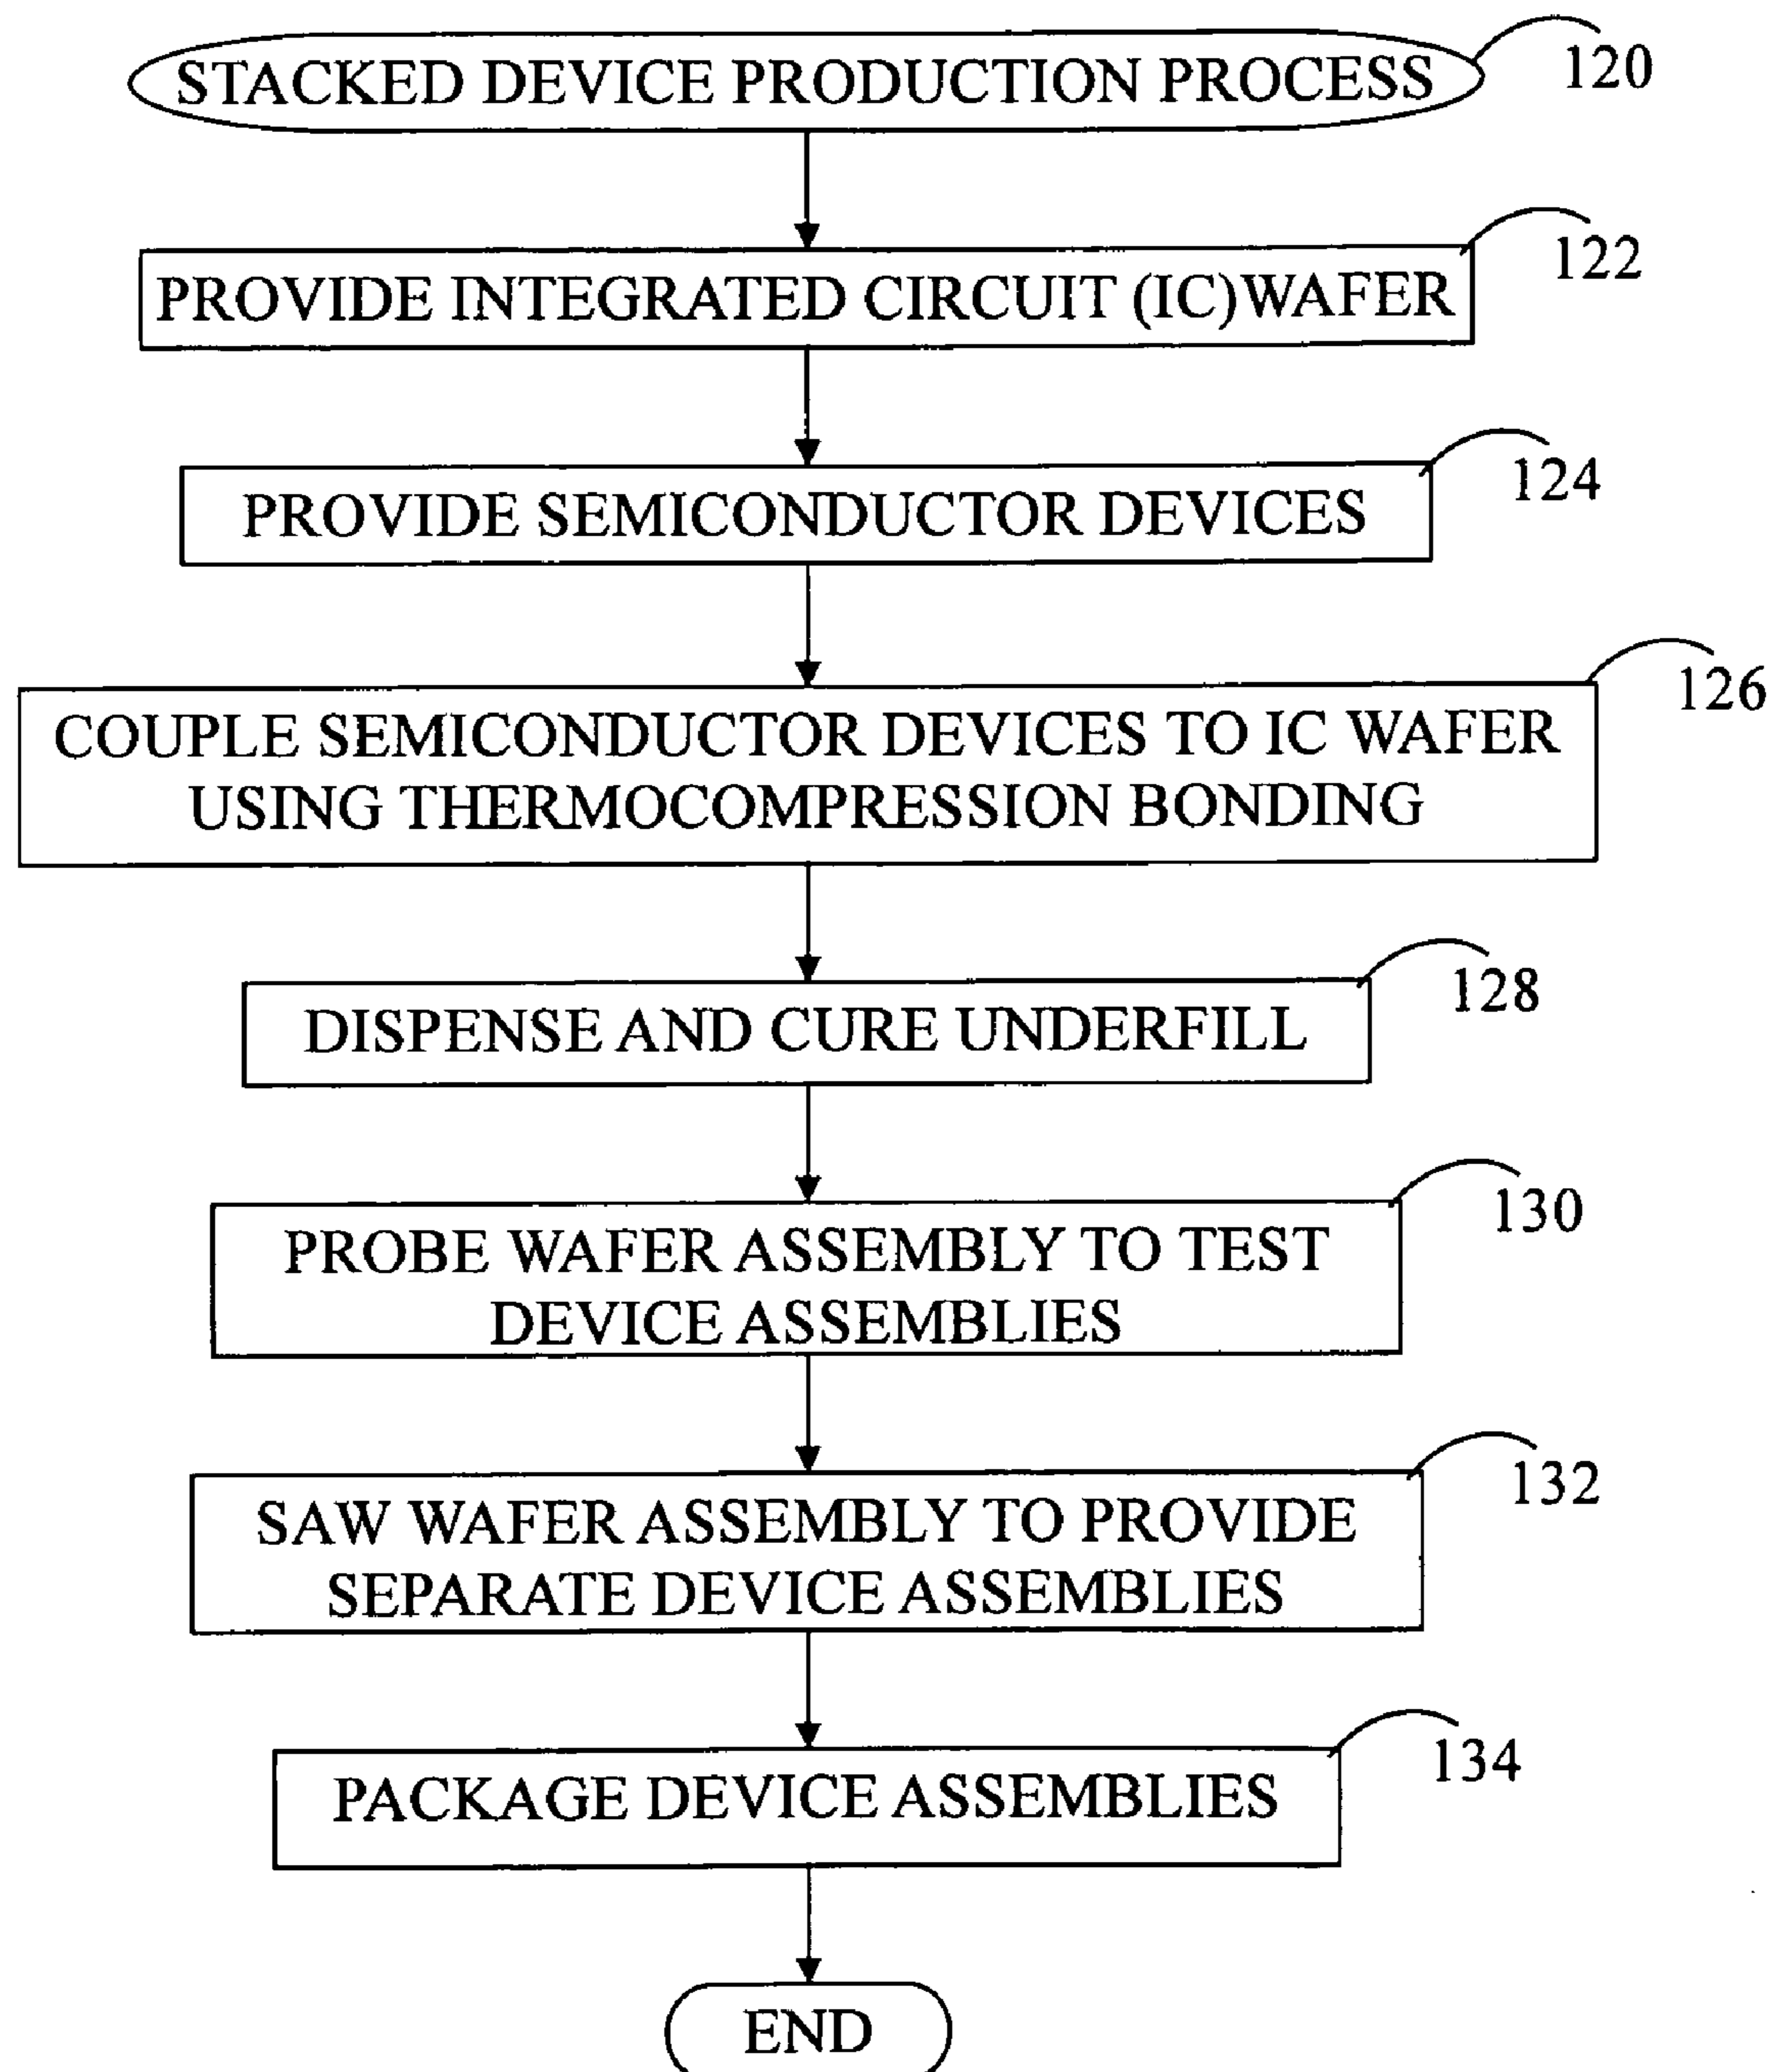 STACKED DEVICE PRODUCTION PROCESS
120
PROVIDE INTEGRATED CIRCUIT (IC)WAFER
122
PROVIDE SEMICONDUCTOR DEVICES
124
COUPLE SEMICONDUCTOR DEVICES TO IC WAFER
USING THERMOCOMPRESSION BONDING
126
DISPENSE AND CURE UNDERFILL
128
PROBE WAFER ASSEMBLY TO TEST
DEVICE ASSEMBLIES
130
SAW WAFER ASSEMBLY TO PROVIDE
SEPARATE DEVICE ASSEMBLIES
132
PACKAGE DEVICE ASSEMBLIES
134
END